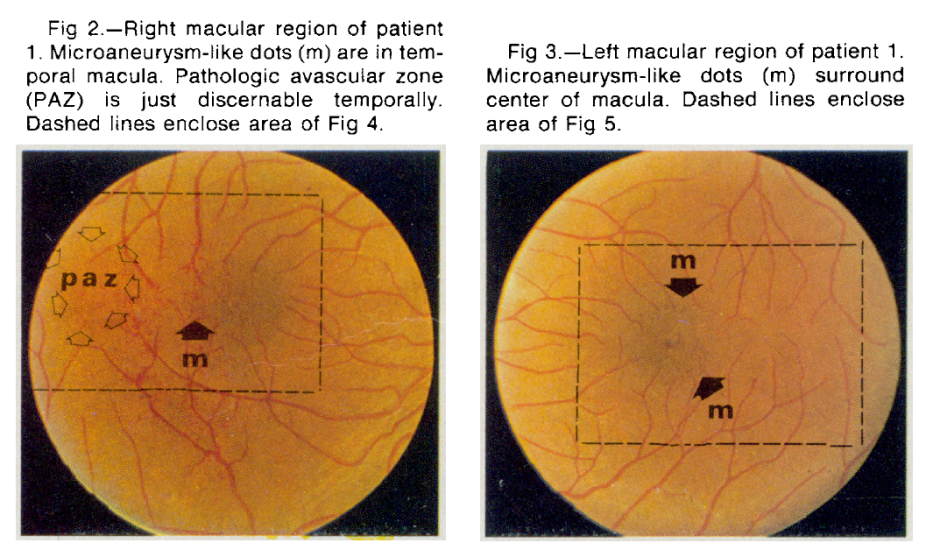 Fig 2.—Right macular region of patient
1. Microaneurysm-like dots (m) are in tem-
poral macula. Pathologic avascular zone
(PAZ) is just discernable temporally.
Dashed lines enclose area of Fig 4.
Fig 3.—Left macular region of patient 1.
Microaneurysm-like dots (m) surround
center of macula. Dashed lines enclose
area of Fig 5.
paz
m
m
m